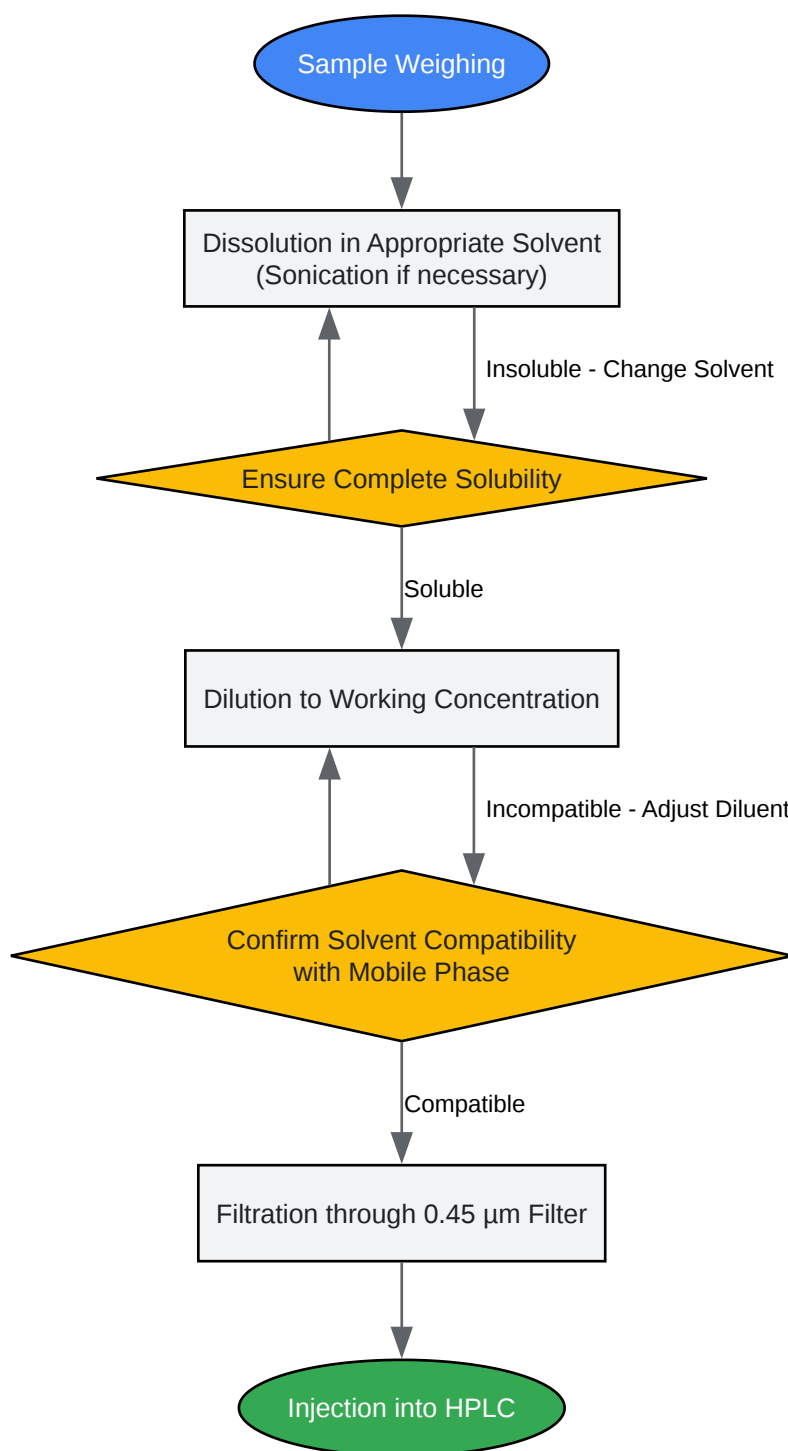 Sample Weighing
Dissolution in Appropriate Solvent
(Sonication if necessary)
Insoluble - Change Solvent
Ensure Complete Solubility
Soluble
Dilution to Working Concentration
Incompatible - Adjust Diluent
Confirm Solvent Compatibility
with Mobile Phase
Compatible
Filtration through 0.45 µm Filter
Injection into HPLC